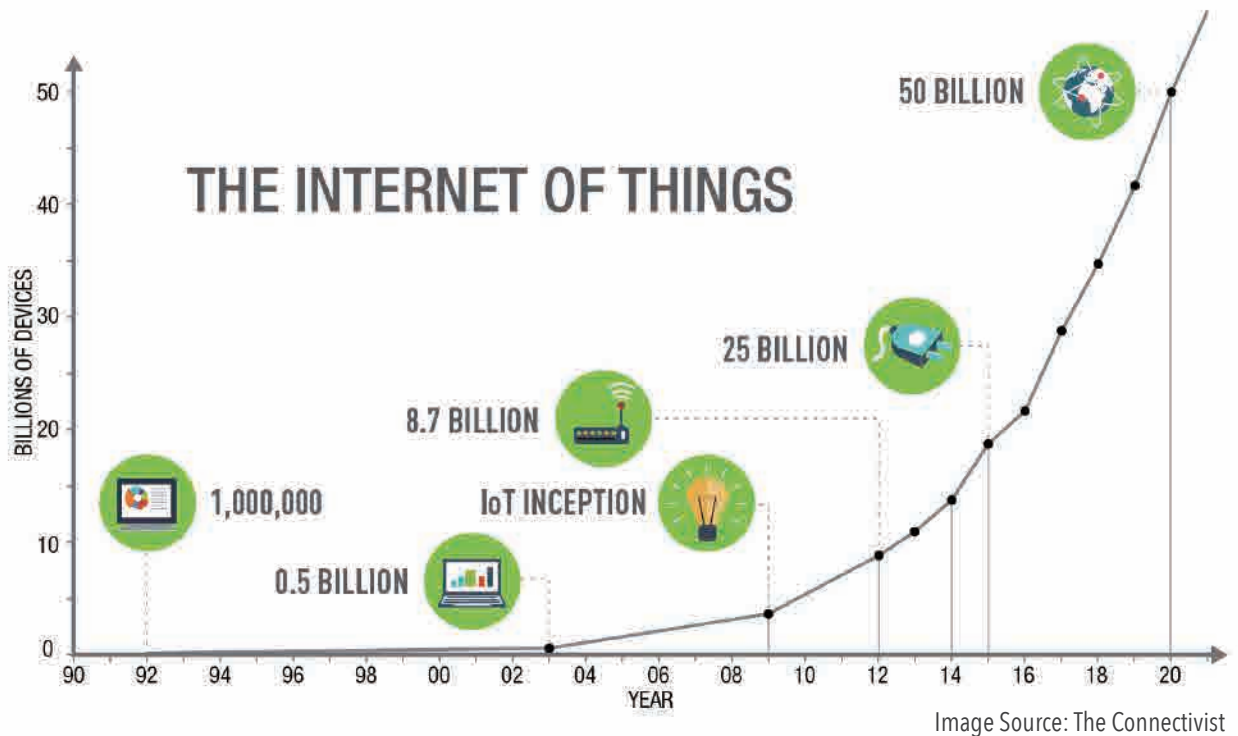 50 BILLION
THE INTERNET OF THINGS
25 BILLION
8.7 BILLION
IoT INCEPTION
1,000,000
0.5 BILLION
BILLIONS OF DEVICES
50
40
30
20
10
0
90 92 94 96 98 00 02 04 06 08 10 12 14 16 18 20
YEAR
Image Source: The Connectivist